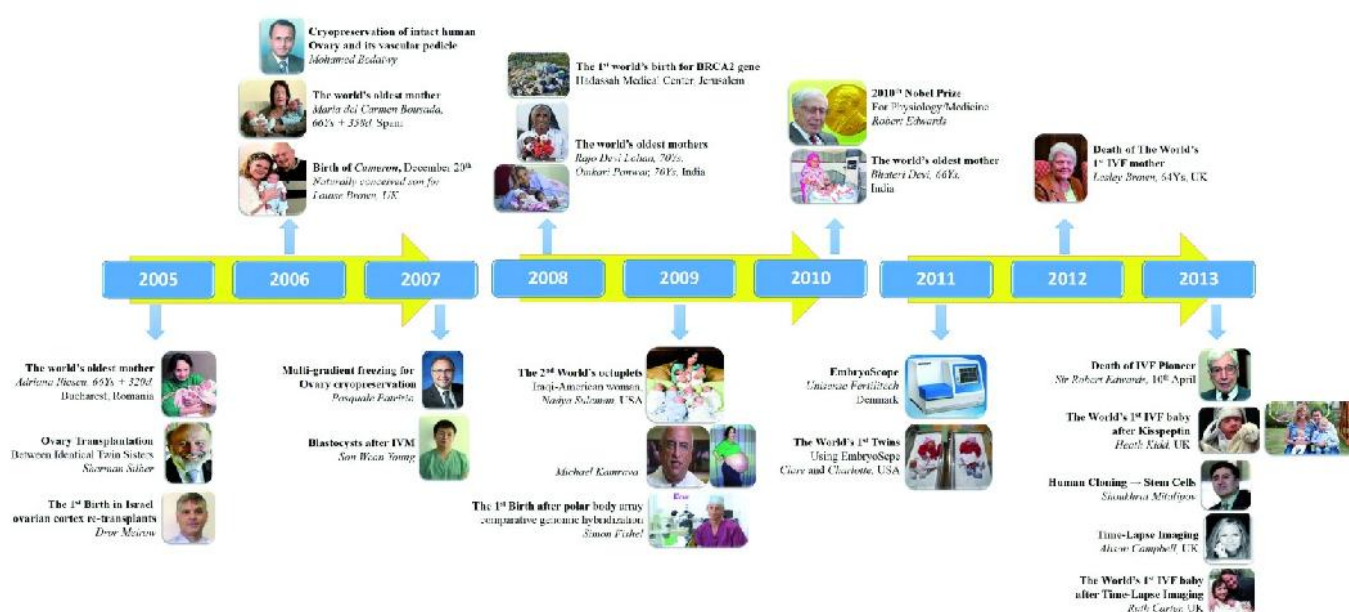 Cryopreservation of intact human
Ovary and its vascular pedicle
Mohamed Bedaiwy
The world's oldest mother
Maria del Carmen Bousada,
66Ys + 358d, Spain
Birth of Cameron, December 20th
Naturally conceived son for
Louise Brown, UK
The 1st world's birth for BRCA2 gene
Hadassah Medical Center, Jerusalem
The world's oldest mothers
Rajo Devi Lohan, 70Ys,
Omkari Panwar, 70Ys, India
2010th Nobel Prize
For Physiology/Medicine
Robert Edwards
The world's oldest mother
Bhateri Devi, 66Ys,
India
Death of The World's
1st IVF mother
Lesley Brown, 64Ys, UK
2005
2006
2007
2008
2009
2010
2011
2012
2013
The world's oldest mother
Adriana Iliescu, 66Ys + 320d,
Bucharest, Romania
Ovary Transplantation
Between Identical Twin Sisters
Sherman Silber
The 1st Birth in Israel
ovarian cortex re-transplants
Dror Meirow
Multi-gradient freezing for
Ovary cryopreservation
Pasquale Patrizio
Blastocysts after IVM
Son Weon Young
The 2nd World's octuplets
Iraqi-American woman,
Nadya Suleman, USA
Michael Kamrava
The 1st Birth after polar body array
comparative genomic hybridization
Simon Fishel
EmbryoScope
Unisense Fertilitech
Denmark
The World's 1st Twins
Using EmbryoScpe
and Charlotte, USA
Death of IVF Pioneer
Sir Robert Edwards, 10th April
The World's 1st IVF baby
after Kisspeptin
Heath Kidd, UK
Human Cloning → Stem Cells
Shoukhrat Mitalipov
Time-Lapse Imaging
Alison Campbell, UK
The World's 1st IVF baby
after Time-Lapse Imaging
Ruth Carter, UK